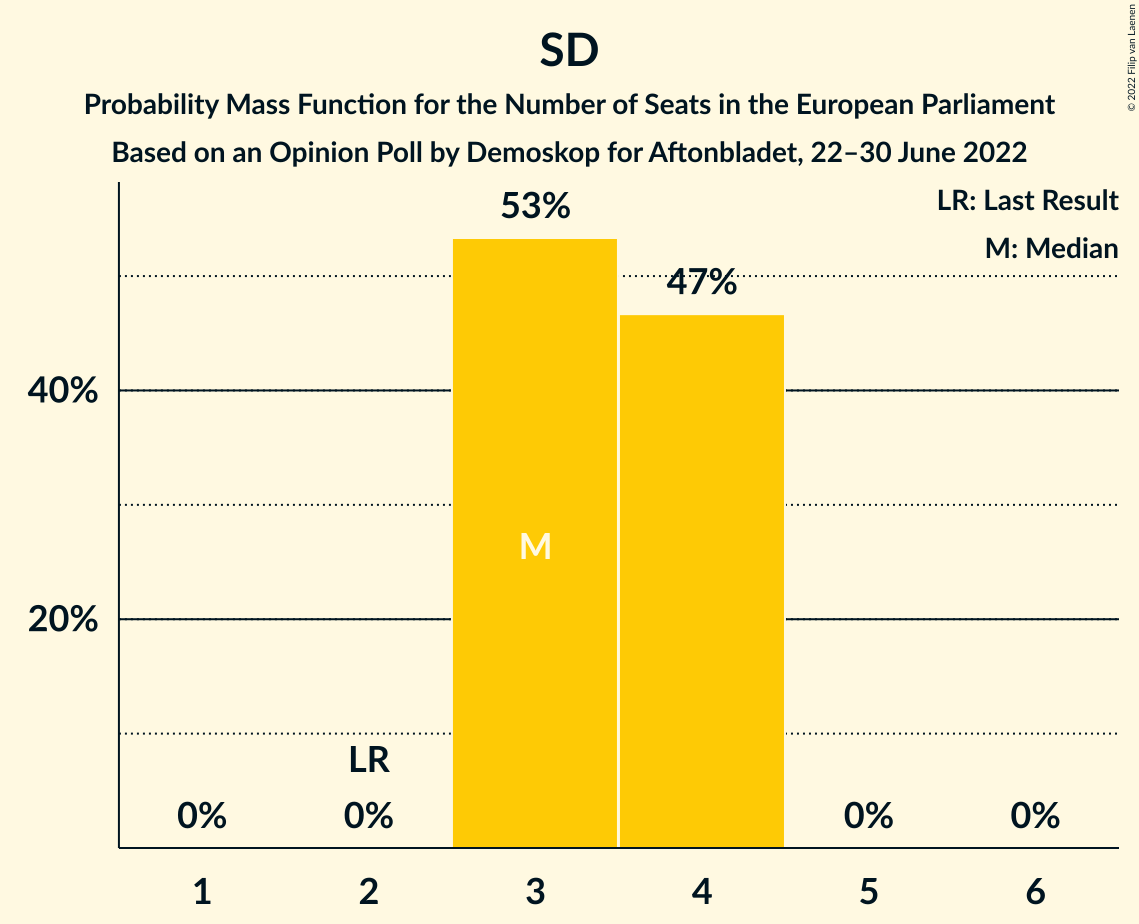 SD
Probability Mass Function for the Number of Seats in the European Parliament
Based on an Opinion Poll by Demoskop for Aftonbladet, 22–30 June 2022
© 2022 Filip van Laenen
LR: Last Result
M: Median
53%
47%
40%
20%
M
LR
0%
0%
0%
0%
1
2
3
4
5
6